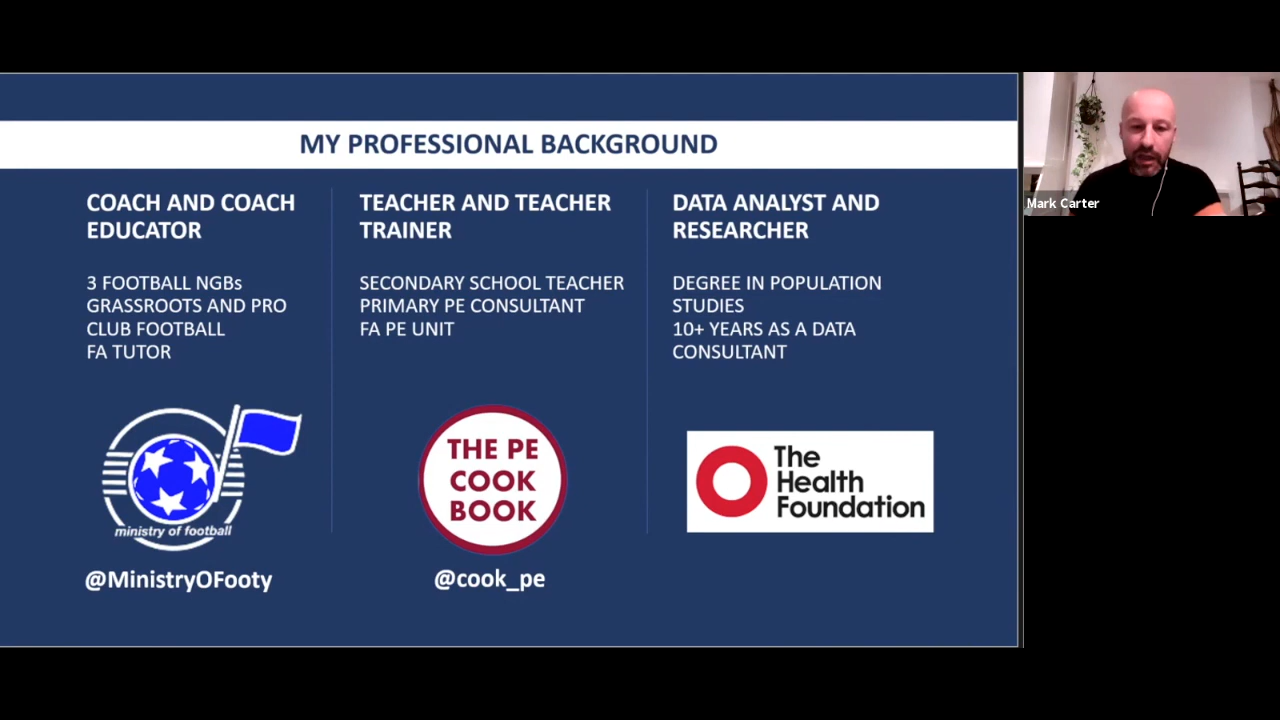 MY PROFESSIONAL BACKGROUND
COACH AND COACH
EDUCATOR
3 FOOTBALL NGBs
GRASSROOTS AND PRO
CLUB FOOTBALL
FA TUTOR
ministry of football
@MinistryOFooty
TEACHER AND TEACHER
TRAINER
SECONDARY SCHOOL TEACHER
PRIMARY PE CONSULTANT
FA PE UNIT
THE PE
COOK
BOOK
@cook_pe
DATA ANALYST AND
RESEARCHER
DEGREE IN POPULATION
STUDIES
10+ YEARS AS A DATA
CONSULTANT
The
Health
Foundation
Mark Carter